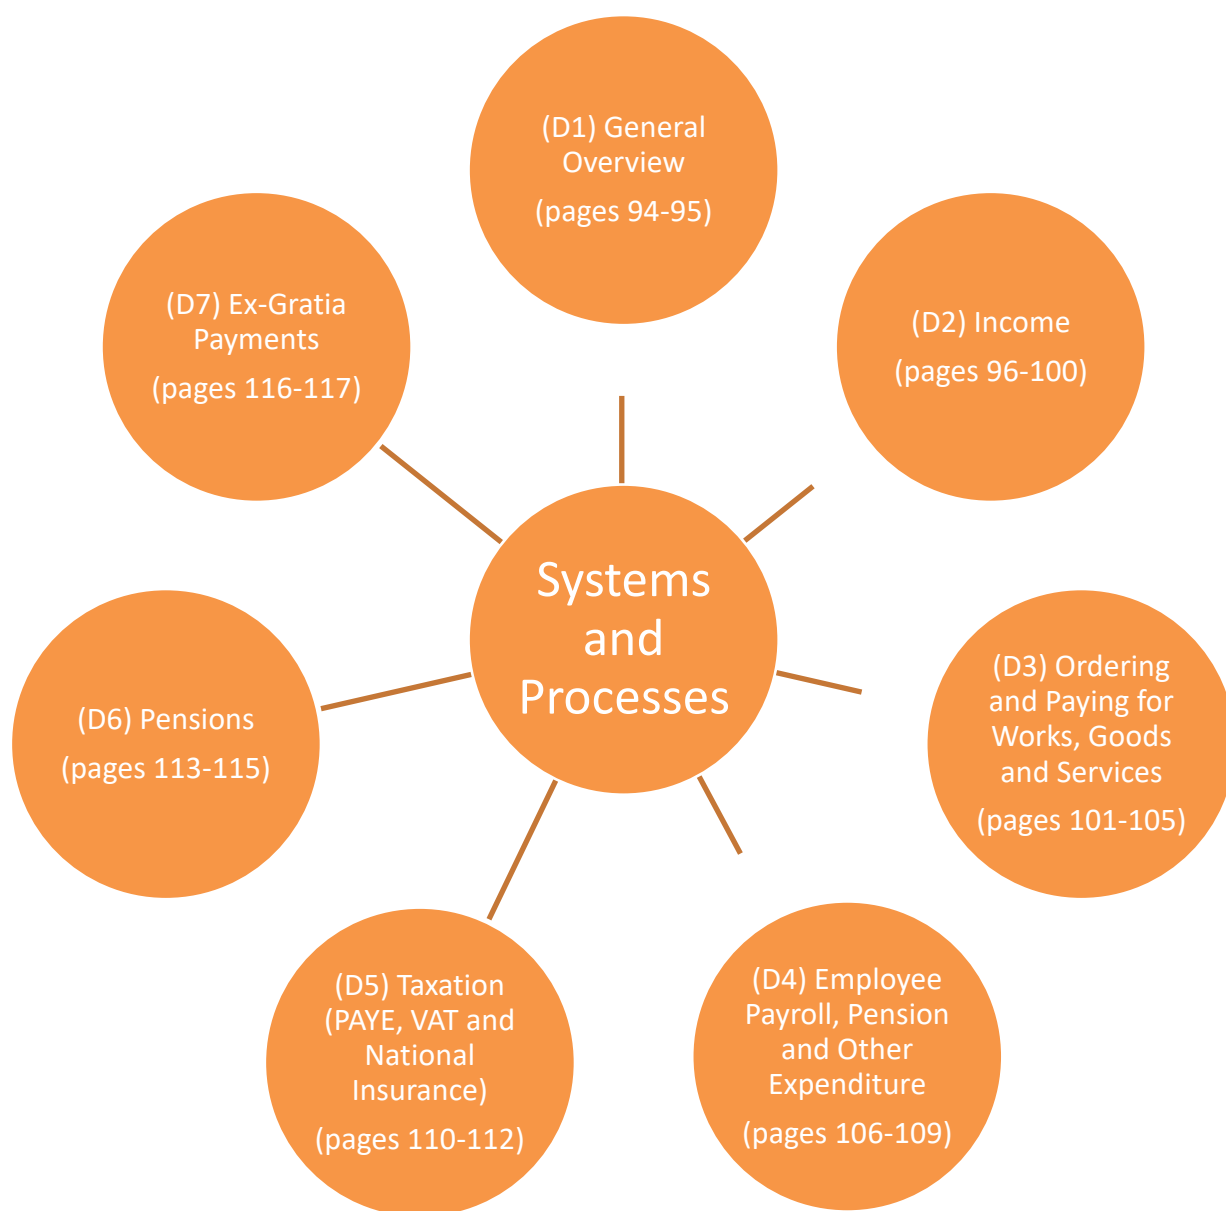 (D1) General
Overview
(pages 94-95)
(D2) Income
(pages 96-100)
(D3) Ordering
and Paying for
Works, Goods
and Services
(pages 101-105)
(D4) Employee
Payroll, Pension
and Other
Expenditure
(pages 106-109)
(D5) Taxation
(PAYE, VAT and
National
Insurance)
(pages 110-112)
(D6) Pensions
(pages 113-115)
(D7) Ex-Gratia
Payments
(pages 116-117)
Systems
and
Processes